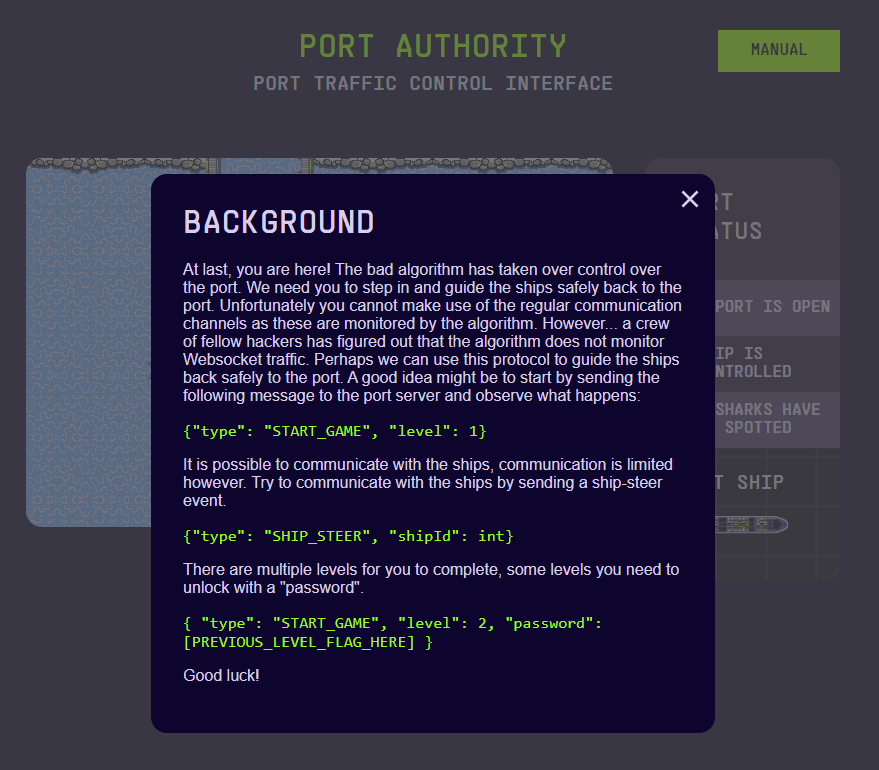 PORT AUTHORITY
MANUAL
PORT TRAFFIC CONTROL INTERFACE
BACKGROUND
At last, you are here! The bad algorithm has taken over control over
the port. We need you to step in and guide the ships safely back to the
port. Unfortunately you cannot make use of the regular communication
channels as these are monitored by the algorithm. However... a crew
of fellow hackers has figured out that the algorithm does not monitor
Websocket traffic. Perhaps we can use this protocol to guide the ships
back safely to the port. A good idea might be to start by sending the
following message to the port server and observe what happens:
{"type": "START_GAME", "level": 1}
It is possible to communicate with the ships, communication is limited
however. Try to communicate with the ships by sending a ship-steer
event.
{"type": "SHIP_STEER", "shipId": int}
There are multiple levels for you to complete, some levels you need to
unlock with a "password".
{ "type": "START_GAME", "level": 2, "password":
[PREVIOUS_LEVEL_FLAG_HERE] }
Good luck!
PORT IS OPEN
IS
SHARKS HAVE
SPOTTED
SHIP